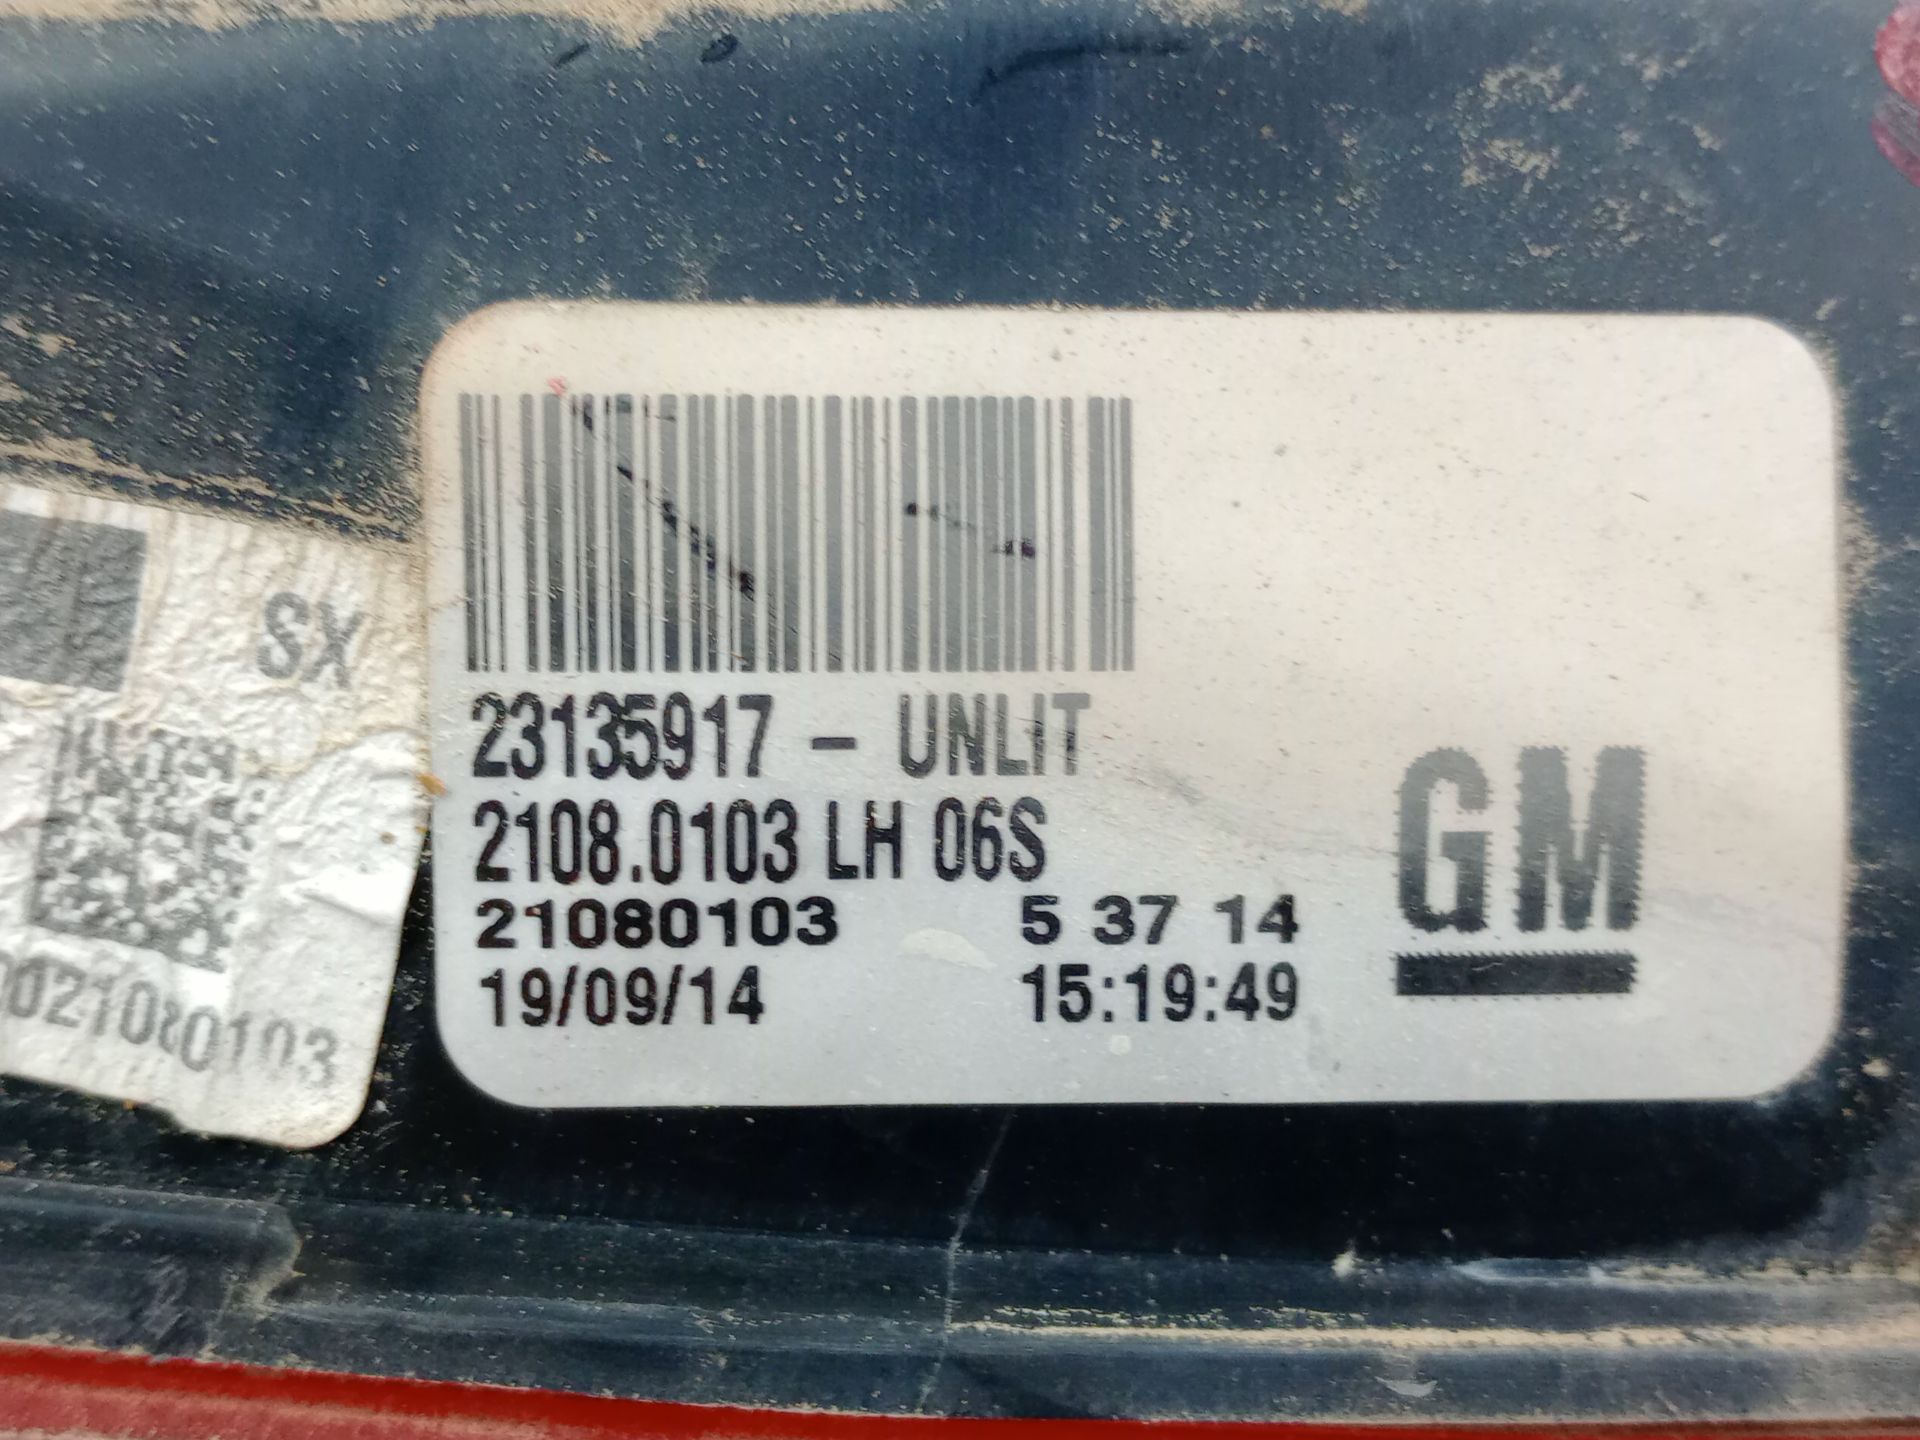 SX
0021080103
23135917 - UNLIT
2108.0103 LH 06S
21080103 5 37 14
19/09/14 15:19:49
GM